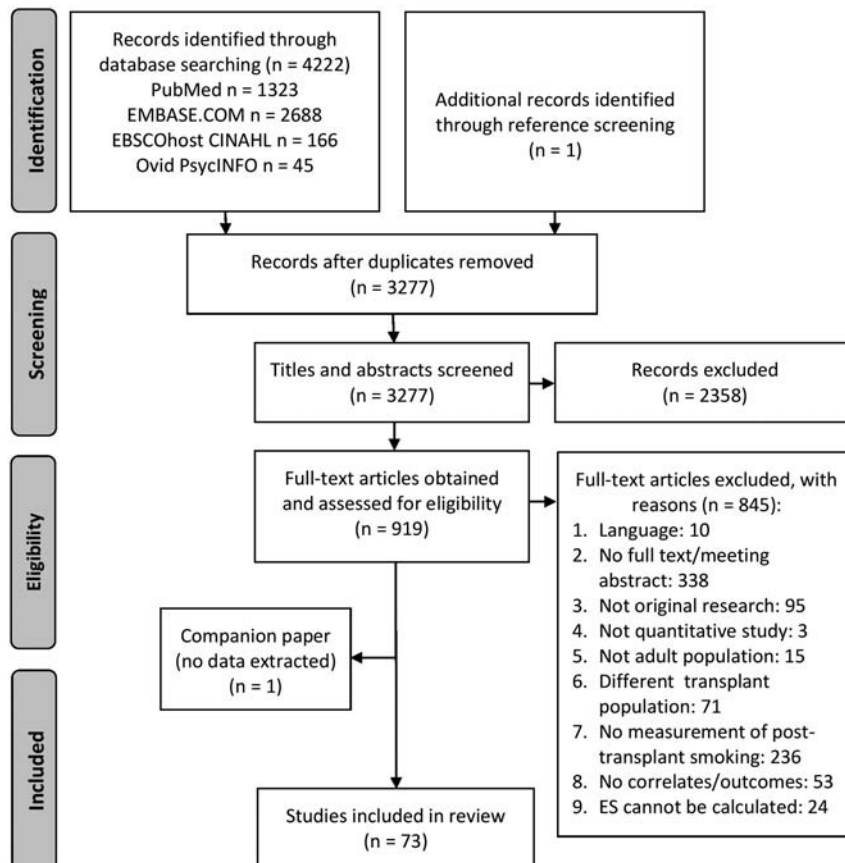 Identification
Records identified through
database searching (n = 4222)
PubMed n = 1323
EMBASE.COM n = 2688
EBSCOhost CINAHL n = 166
Ovid PsycINFO n = 45
Additional records identified
through reference screening
(n = 1)
Screening
Records after duplicates removed
(n = 3277)
Titles and abstracts screened
(n = 3277)
Records excluded
(n = 2358)
Eligibility
Full-text articles obtained
and assessed for eligibility
(n = 919)
Full-text articles excluded, with
reasons (n = 845):
1. Language: 10
2. No full text/meeting
abstract: 338
3. Not original research: 95
4. Not quantitative study: 3
5. Not adult population: 15
6. Different transplant
population: 71
7. No measurement of post-
transplant smoking: 236
8. No correlates/outcomes: 53
9. ES cannot be calculated: 24
Companion paper
(no data extracted)
(n = 1)
Included
Studies included in review
(n = 73)